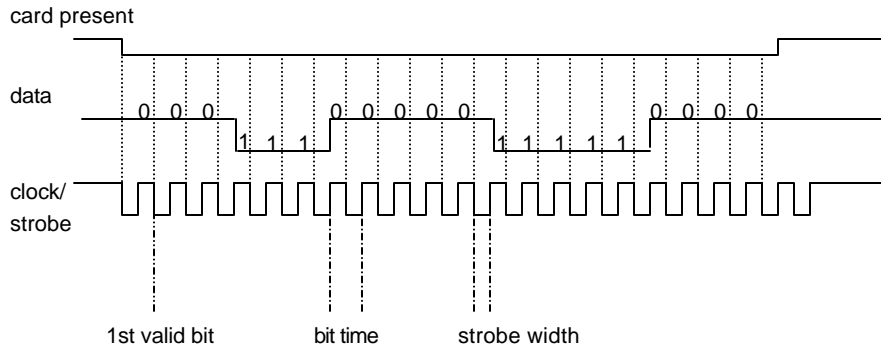 card present
data
0 0 0 0 0 0 0 0 0 0 0 0
1 1 1 1 1 1 1 1
clock/
strobe
1st valid bit bit time strobe width